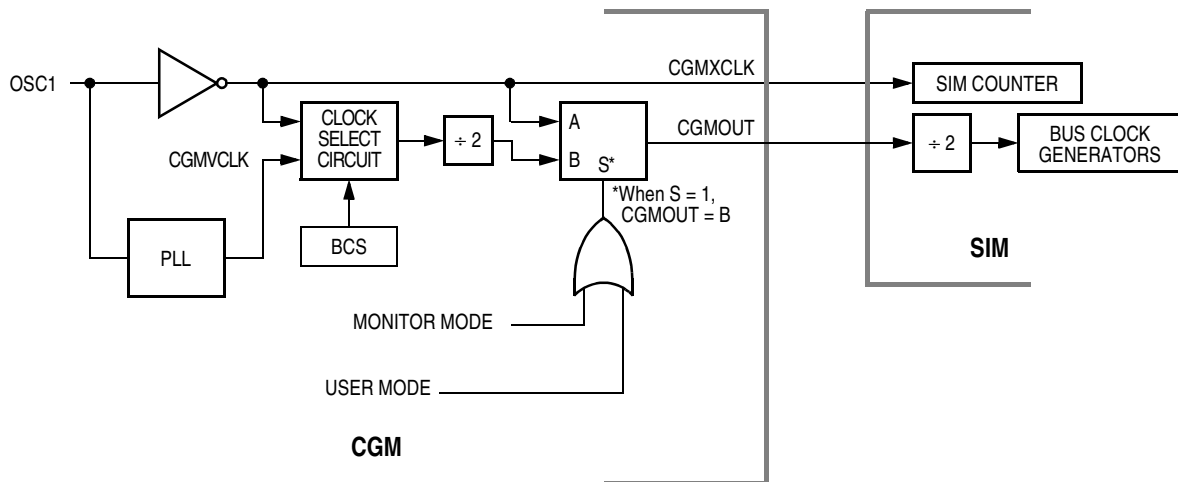 OSC1
CGMXCLK
SIM COUNTER
CLOCK
SELECT
CIRCUIT
÷ 2
A
B
S*
CGMOUT
÷ 2
BUS CLOCK
GENERATORS
CGMVCLK
*When S = 1,
CGMOUT = B
BCS
PLL
SIM
MONITOR MODE
USER MODE
CGM